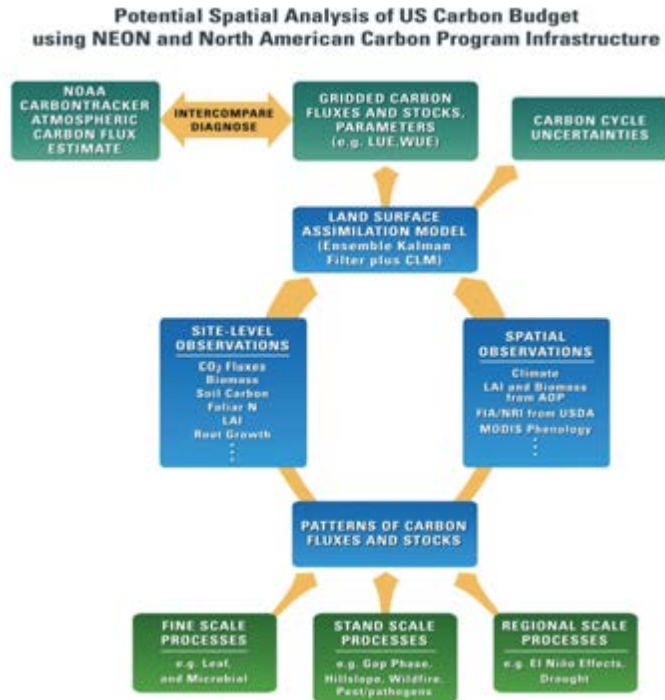 Potential Spatial Analysis of US Carbon Budget
using NEON and North American Carbon Program Infrastructure
NOAA
CARBONTRACKER
ATMOSPHERIC
CARBON FLUX
ESTIMATE
INTERCOMPARE
DIAGNOSE
GRIDDED CARBON
FLUXES AND STOCKS,
PARAMETERS
(e.g. LUE,WUE)
CARBON CYCLE
UNCERTAINTIES
LAND SURFACE
ASSIMILATION MODEL
(Ensemble Kalman
Filter plus CLM)
SITE-LEVEL
OBSERVATIONS
CO₂ Fluxes
Biomass
Soil Carbon
Foliar N
LAI
Root Growth
SPATIAL
OBSERVATIONS
Climate
LAI and Biomass
from AOP
FIA/NRI from USDA
MODIS Phenology
PATTERNS OF CARBON
FLUXES AND STOCKS
FINE SCALE
PROCESSES
e.g. Leaf,
and Microbial
STAND SCALE
PROCESSES
e.g. Gap Phase,
Hillslope, Wildfire,
Pest/pathogens
REGIONAL SCALE
PROCESSES
e.g. El Niño Effects,
Drought